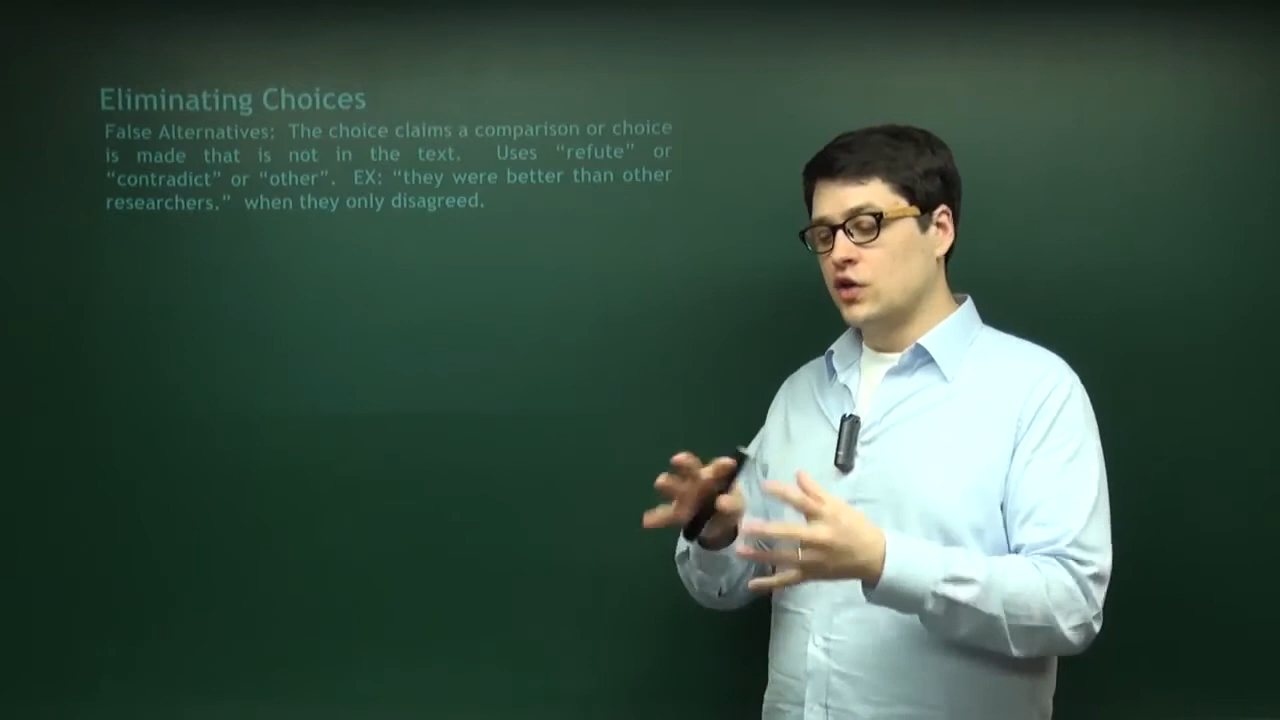 Eliminating Choices
False Alternatives: The choice claims a comparison or choice
is made that is not in the text. Uses “refute” or
“contradict” or “other”. EX: “they were better than other
researchers.” when they only disagreed.